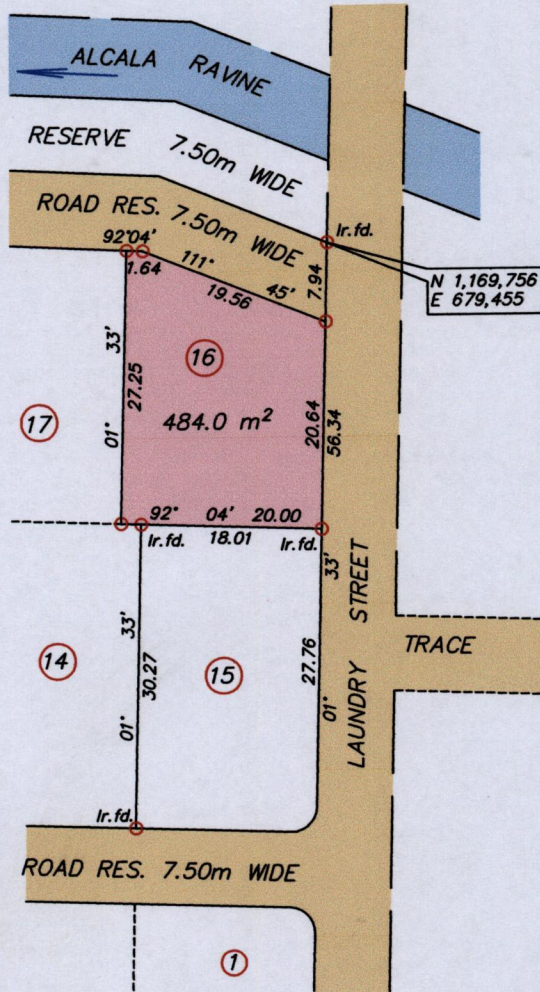 ALCALA RAVINE
RESERVE 7.50m WIDE
ROAD RES. 7.50m WIDE
Ir.fd.
N 1,169,756
E 679,455
92°04'
1.64
111° 45'
19.56
7.94
16
484.0 m²
01° 33'
27.25
17
20.64
56.34
92° 04' 20.00
Ir.fd. 18.01 Ir.fd.
01° 33'
LAUNDRY STREET
TRACE
14
01° 33'
30.27
15
27.76
Ir.fd.
ROAD RES. 7.50m WIDE
1